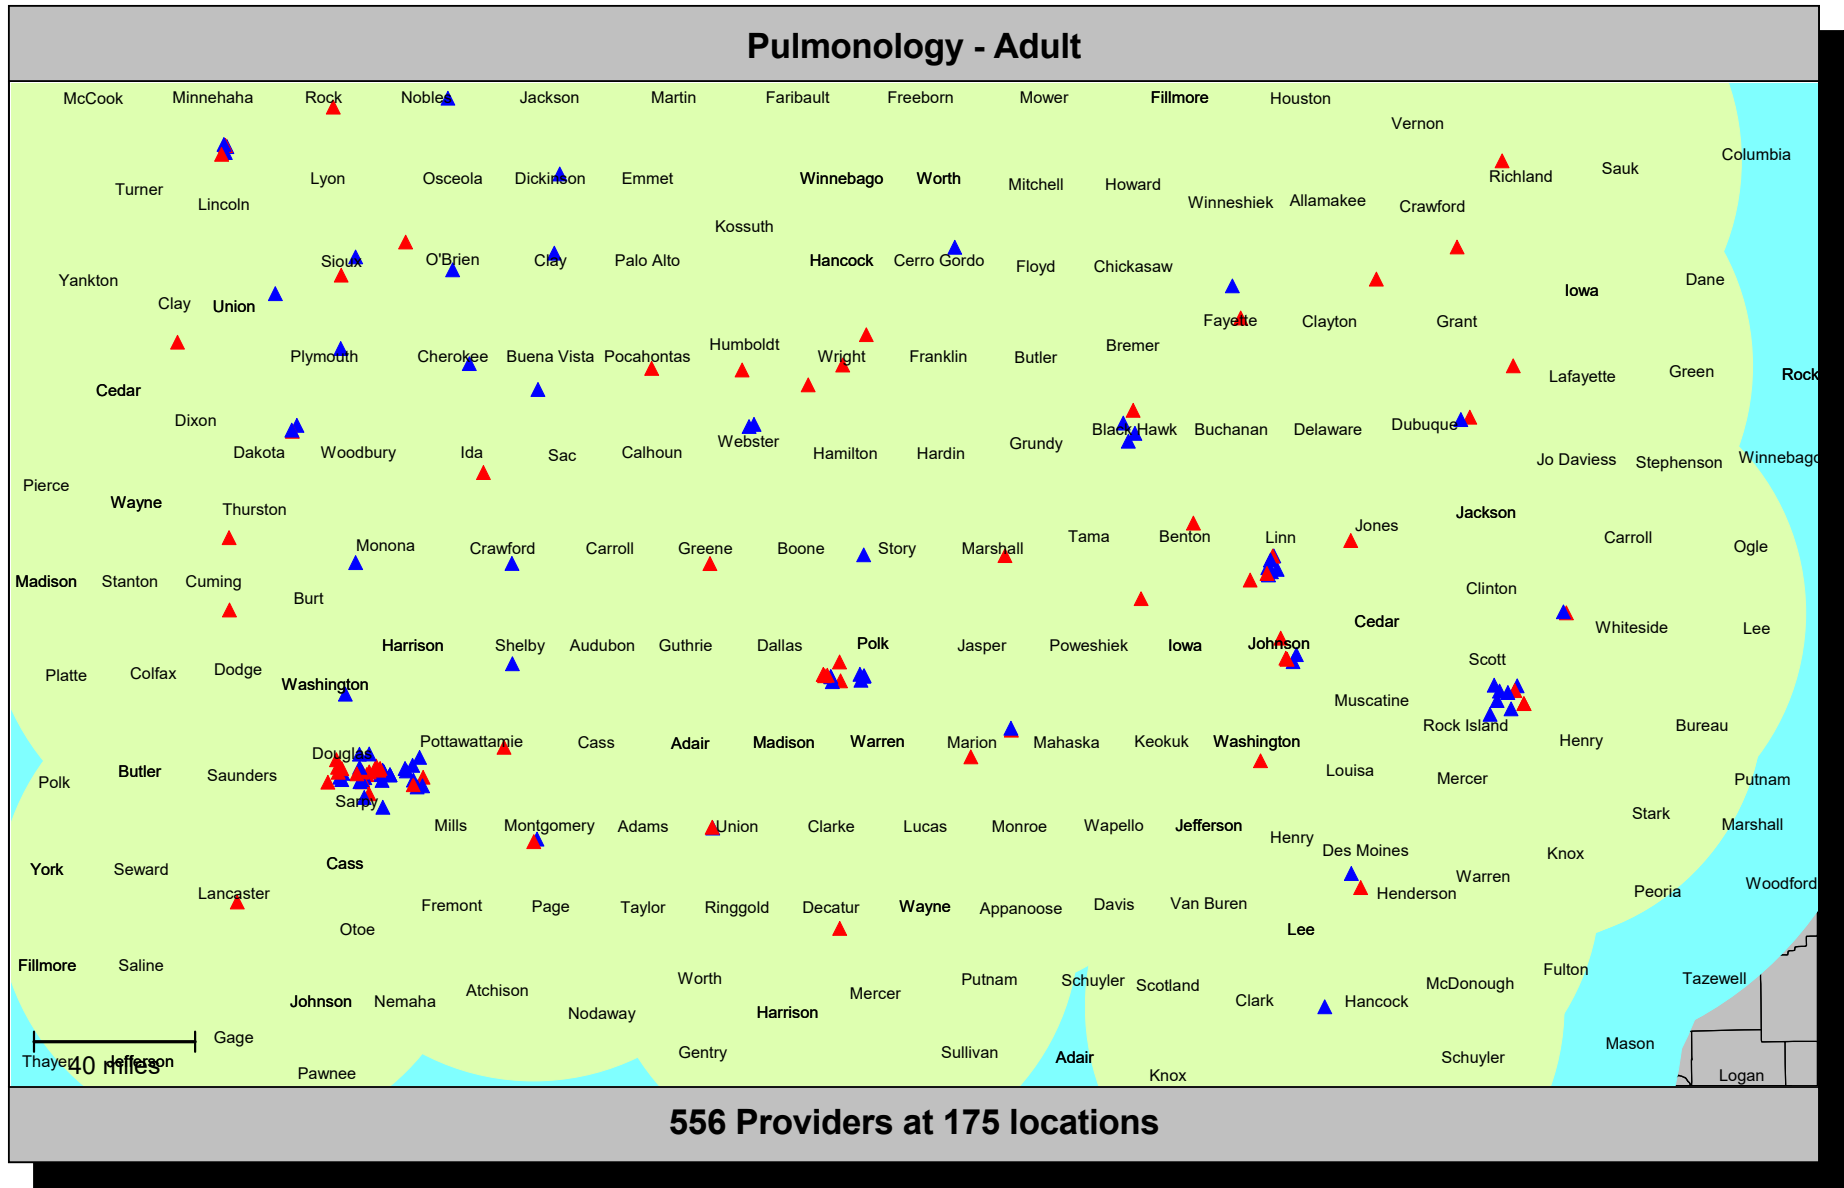 Pulmonology - Adult
McCook Minnehaha Rock Nobles Jackson Martin Faribault Freeborn Mower Fillmore Houston
Vernon
Columbia
Richland Sauk
Turner Lyon Osceola Dickinson Emmet Winnebago Worth Mitchell Howard
Lincoln Winneshiek Allamakee Crawford
Kossuth
Yankton Sioux O'Brien Clay Palo Alto Hancock Cerro Gordo Floyd Chickasaw Dane
Clay Union Iowa
Fayette Clayton Grant
Plymouth Cherokee Buena Vista Pocahontas Humboldt Wright Franklin Butler Bremer
Cedar Lafayette Green Rock
Dixon Webster Black Hawk Buchanan Delaware Dubuque
Dakota Woodbury Ida Sac Calhoun Hamilton Hardin Grundy Jo Daviess Stephenson Winnebago
Pierce
Wayne Thurston Jackson
Monona Crawford Carroll Greene Boone Story Marshall Tama Benton Linn Jones Carroll Ogle
Madison Stanton Cuming
Burt Clinton
Cedar Whiteside Lee
Harrison Shelby Audubon Guthrie Dallas Polk Jasper Poweshiek Iowa Johnson
Platte Colfax Dodge Scott
Washington Muscatine
Rock Island Bureau
Douglas Pottawattamie Cass Adair Madison Warren Marion Mahaska Keokuk Washington Henry
Polk Butler Saunders Louisa Mercer Putnam
Sarpy
Mills Montgomery Adams Union Clarke Lucas Monroe Wapello Jefferson Henry Stark Marshall
Des Moines Knox
York Seward Cass Warren Woodford
Lancaster Henderson Peoria
Fremont Page Taylor Ringgold Decatur Wayne Appanoose Davis Van Buren
Otoe Lee
Fillmore Saline Fulton
Worth Putnam Schuyler Scotland McDonough Tazewell
Johnson Nemaha Atchison Nodaway Harrison Mercer Clark Hancock
Gage Mason
Thayer Jefferson Gentry Sullivan Adair Schuyler
40 miles
Pawnee Knox Logan
556 Providers at 175 locations